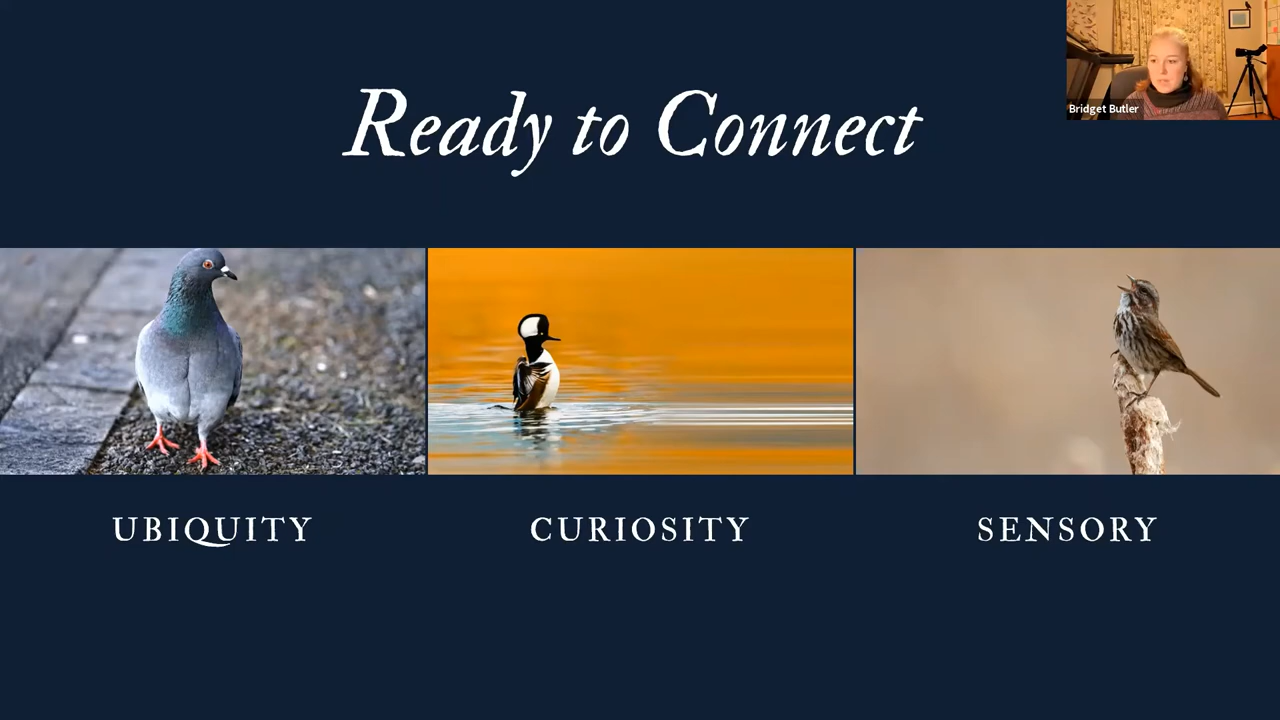 Ready to Connect
Bridget Butler
UBIQUITY
CURIOSITY
SENSORY